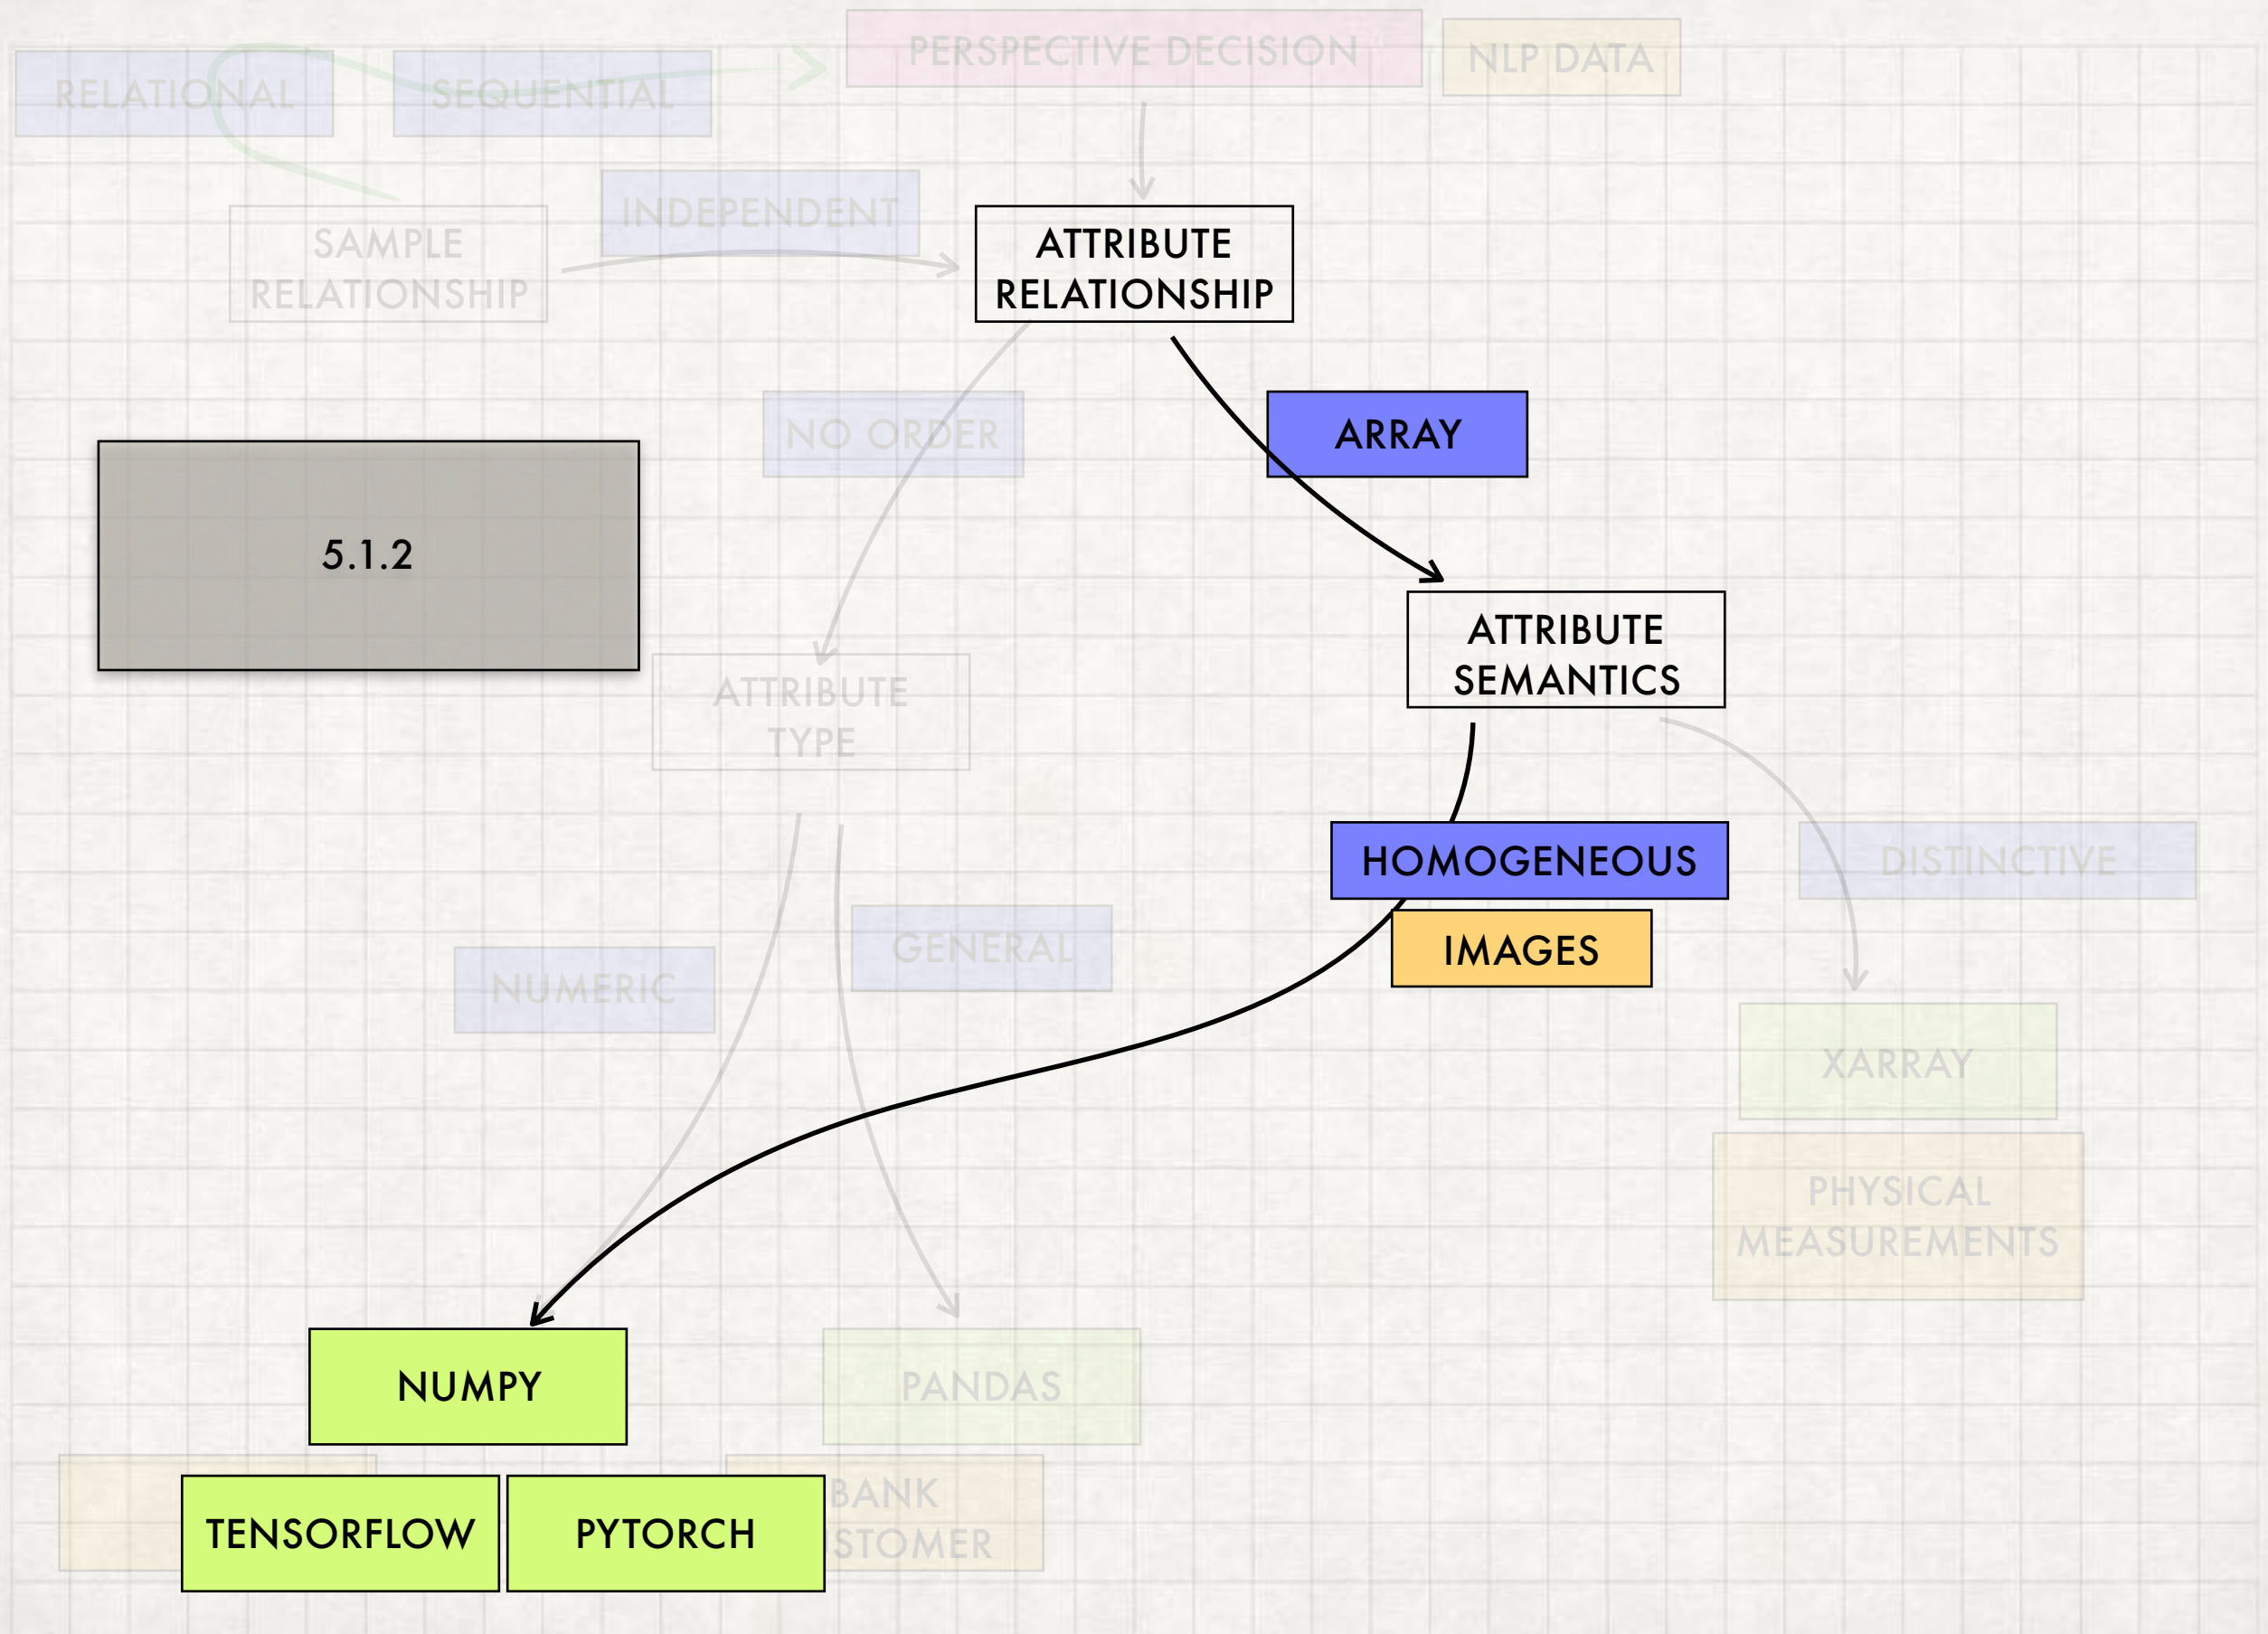 PERSPECTIVE DECISION
NLP DATA
RELATIONAL
SEQUENTIAL
INDEPENDENT
SAMPLE
RELATIONSHIP
ATTRIBUTE
RELATIONSHIP
NO ORDER
ARRAY
5.1.2
ATTRIBUTE
SEMANTICS
ATTRIBUTE
TYPE
HOMOGENEOUS
DISTINCTIVE
IMAGES
GENERAL
NUMERIC
XARRAY
PHYSICAL
MEASUREMENTS
NUMPY
PANDAS
BANK
TENSORFLOW
PYTORCH